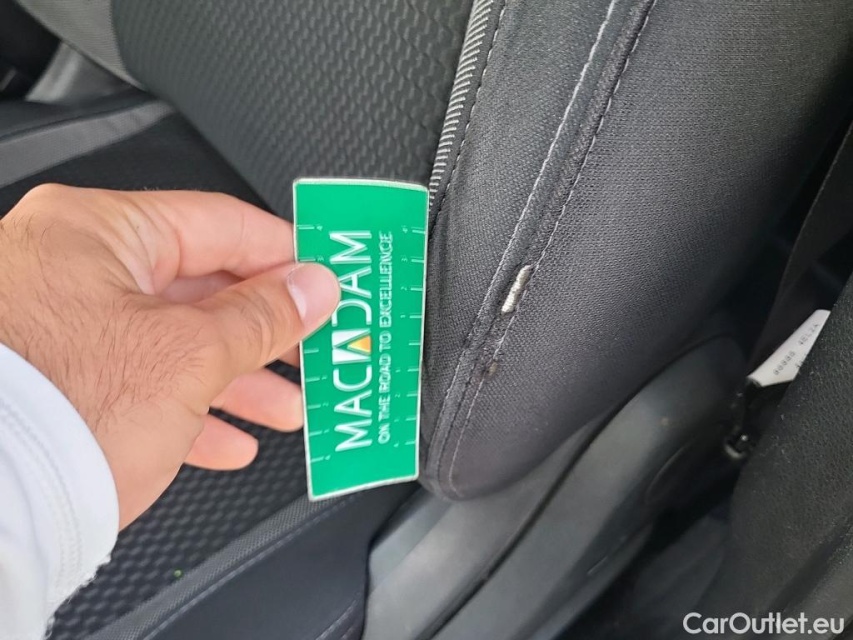 MACADAM
ON THE ROAD TO EXCELLENCE
CarOutlet.eu